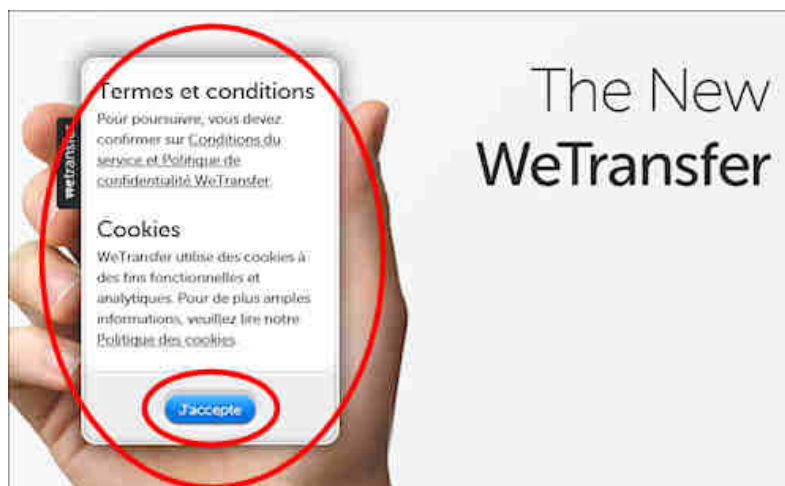 Termes et conditions
Pour poursuivre, vous devez
confirmer sur Conditions du
service et Politique de
confidentialité WeTransfer.
Cookies
WeTransfer utilise des cookies à
des fins fonctionnelles et
analytiques. Pour de plus amples
informations, veuillez lire notre
Politique des cookies.
J'accepte
wetransfer
The New
WeTransfer